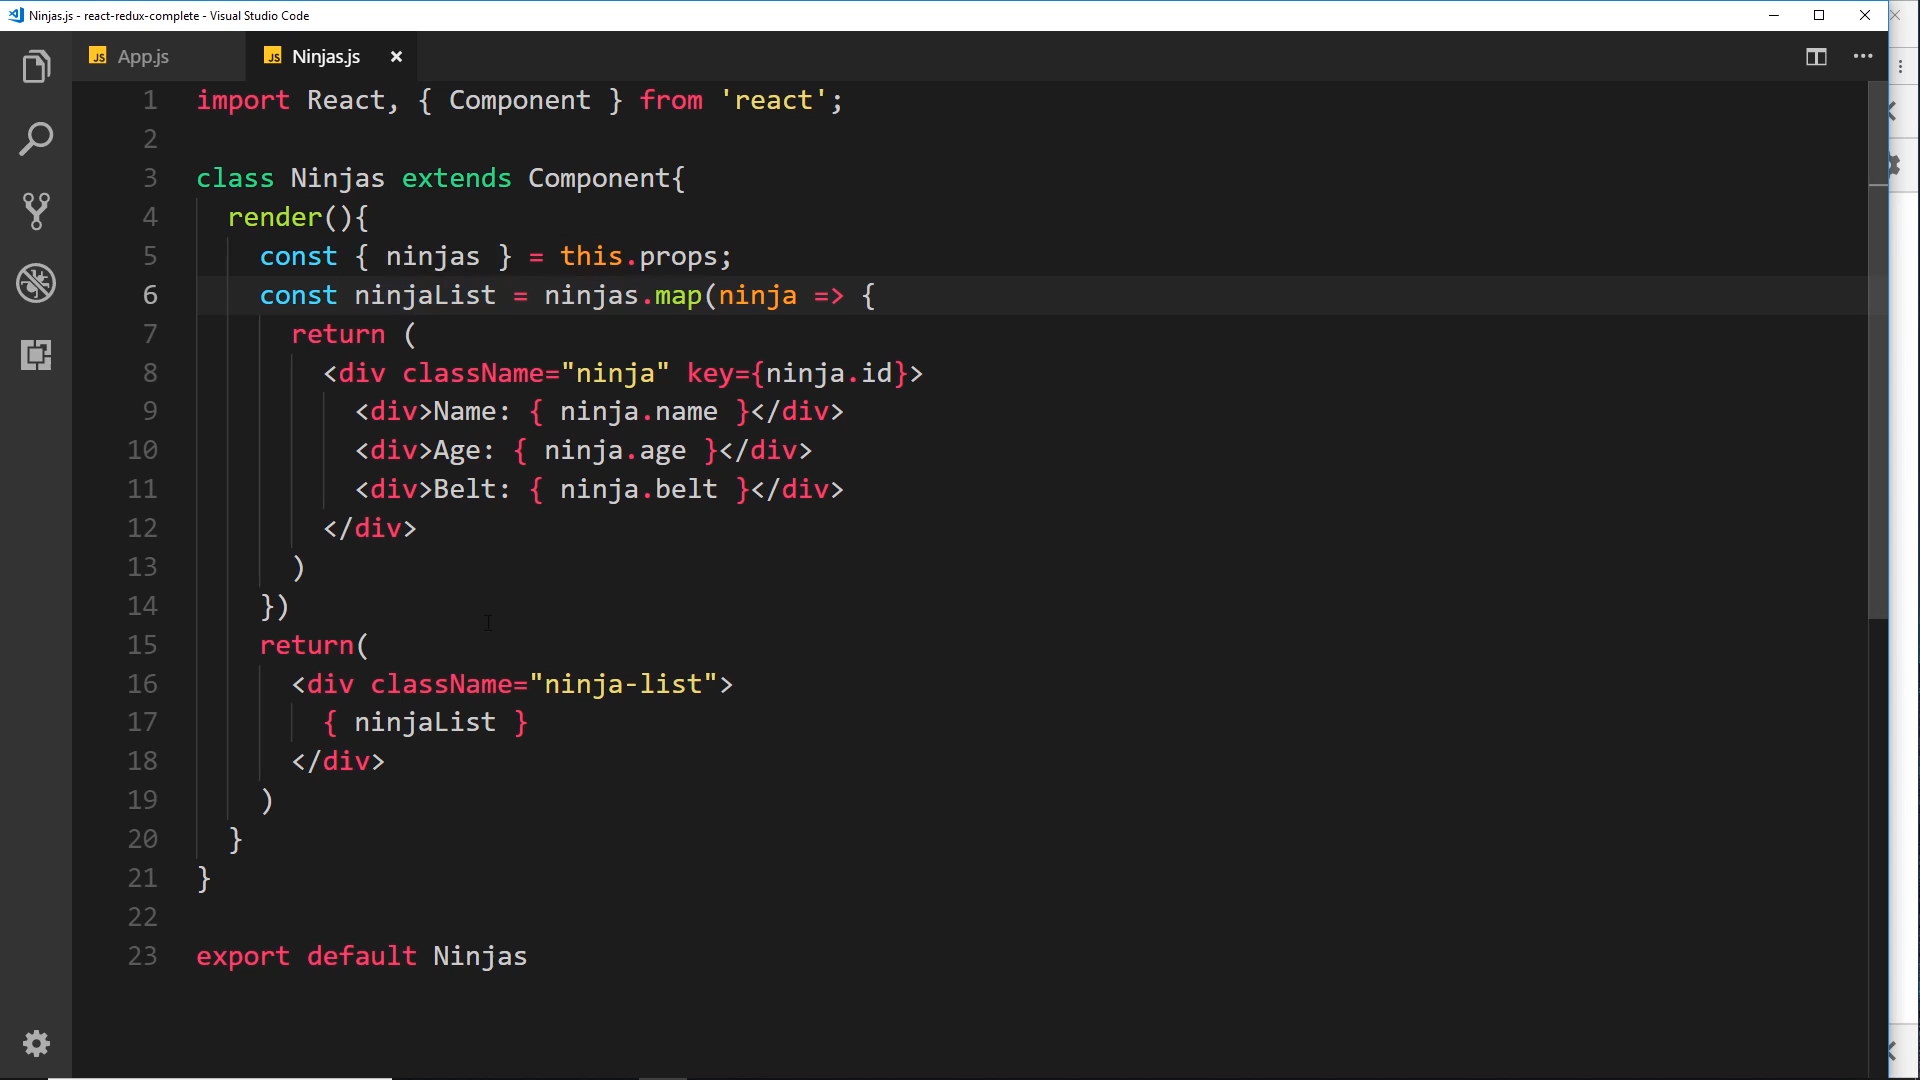 Ninjas.js - react-redux-complete - Visual Studio Code
JS App.js JS Ninjas.js
1 import React, { Component } from 'react';
2
3 class Ninjas extends Component{
4 render(){
5 const { ninjas } = this.props;
6 const ninjaList = ninjas.map(ninja => {
7 return (
8 <div className="ninja" key={ninja.id}>
9 <div>Name: { ninja.name }</div>
10 <div>Age: { ninja.age }</div>
11 <div>Belt: { ninja.belt }</div>
12 </div>
13 )
14 })
15 return(
16 <div className="ninja-list">
17 { ninjaList }
18 </div>
19 )
20 }
21 }
22
23 export default Ninjas